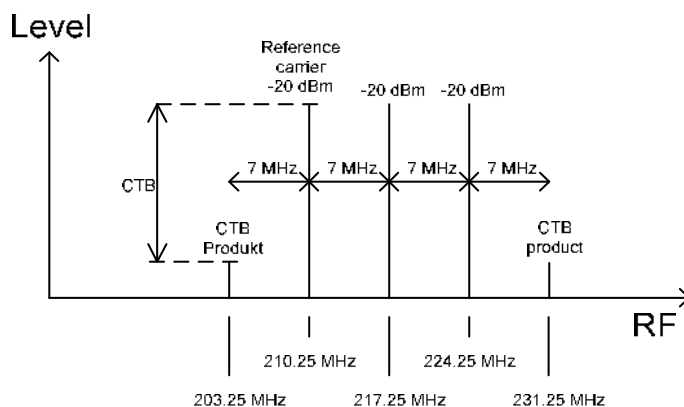 Level
Reference
carrier
-20 dBm
-20 dBm
-20 dBm
7 MHz
7 MHz
7 MHz
7 MHz
CTB
CTB
Produkt
CTB
product
RF
210.25 MHz
224.25 MHz
203.25 MHz
217.25 MHz
231.25 MHz